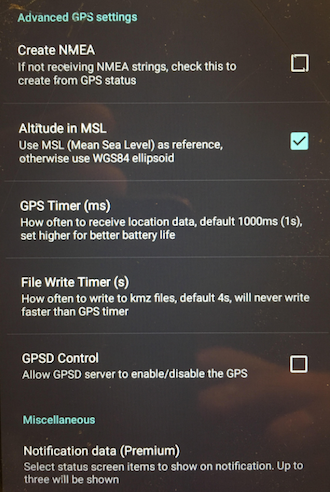 Advanced GPS settings
Create NMEA
If not receiving NMEA strings, check this to
create from GPS status
Altitude in MSL
Use MSL (Mean Sea Level) as reference,
otherwise use WGS84 ellipsoid
GPS Timer (ms)
How often to receive location data, default 1000ms (1s),
set higher for better battery life
File Write Timer (s)
How often to write to kmz files, default 4s, will never write
faster than GPS timer
GPSD Control
Allow GPSD server to enable/disable the GPS
Miscellaneous
Notification data (Premium)
Select status screen items to show on notification. Up to
three will be shown